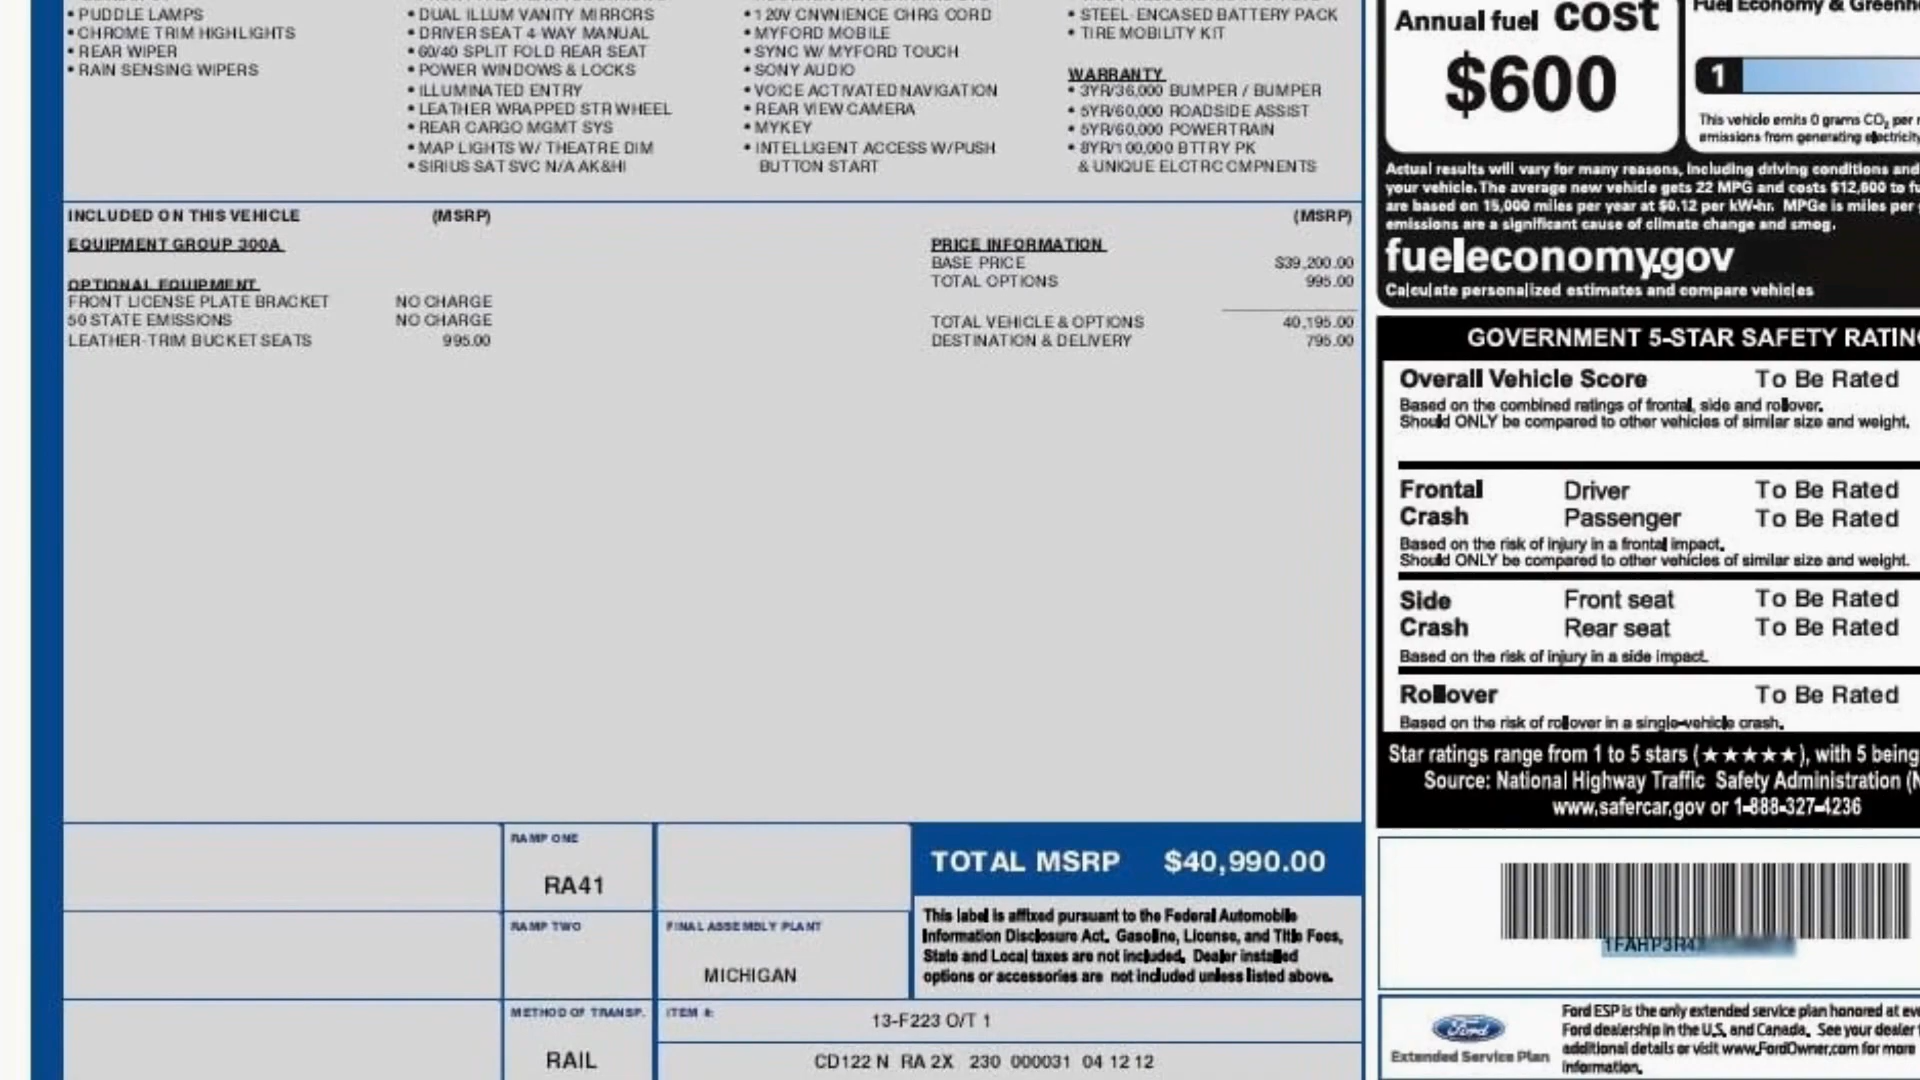 • PUDDLE LAMPS
• CHROME TRIM HIGHLIGHTS
• REAR WIPER
• RAIN SENSING WIPERS
• DUAL ILLUM VANITY MIRRORS
• DRIVER SEAT 4-WAY MANUAL
• 60/40 SPLIT FOLD REAR SEAT
• POWER WINDOWS & LOCKS
• ILLUMINATED ENTRY
• LEATHER WRAPPED STR WHEEL
• REAR CARGO MGMT SYS
• MAP LIGHTS W/ THEATRE DIM
• SIRIUS SAT SVC N/A AK&HI
• 120V CNVNIENCE CHRG CORD
• MYFORD MOBILE
• SYNC W/ MYFORD TOUCH
• SONY AUDIO
• VOICE ACTIVATED NAVIGATION
• REAR VIEW CAMERA
• MYKEY
• INTELLIGENT ACCESS W/PUSH
BUTTON START
• STEEL-ENCASED BATTERY PACK
• TIRE MOBILITY KIT
WARRANTY
• 3YR/36,000 BUMPER / BUMPER
• 5YR/60,000 ROADSIDE ASSIST
• 5YR/60,000 POWERTRAIN
• 8YR/100,000 BTTRY PK
& UNIQUE ELCTRC CMPNENTS
INCLUDED ON THIS VEHICLE (MSRP)
EQUIPMENT GROUP 300A
OPTIONAL EQUIPMENT
FRONT LICENSE PLATE BRACKET NO CHARGE
50 STATE EMISSIONS NO CHARGE
LEATHER-TRIM BUCKET SEATS 995.00
(MSRP)
PRICE INFORMATION
BASE PRICE $39,200.00
TOTAL OPTIONS 995.00
TOTAL VEHICLE & OPTIONS 40,195.00
DESTINATION & DELIVERY 795.00
RAMP ONE
RA41
RAMP TWO
FINAL ASSEMBLY PLANT
MICHIGAN
METHOD OF TRANSP.
RAIL
ITEM #:
13-F223 O/T 1
CD122 N RA 2X 230 000031 04 12 12
TOTAL MSRP $40,990.00
This label is affixed pursuant to the Federal Automobile
Information Disclosure Act. Gasoline, License, and Title Fees,
State and Local taxes are not included. Dealer installed
options or accessories are not included unless listed above.
Annual fuel cost
$600
Fuel Economy & Greenh
1
This vehicle emits 0 grams CO2 per
emissions from generating electricity
Actual results will vary for many reasons, including driving conditions and
your vehicle. The average new vehicle gets 22 MPG and costs $12,600 to fu
are based on 15,000 miles per year at $0.12 per kW-hr. MPGe is miles per
emissions are a significant cause of climate change and smog.
fueleconomy.gov
Calculate personalized estimates and compare vehicles
GOVERNMENT 5-STAR SAFETY RATIN
Overall Vehicle Score To Be Rated
Based on the combined ratings of frontal, side and rollover.
Should ONLY be compared to other vehicles of similar size and weight.
Frontal Driver To Be Rated
Crash Passenger To Be Rated
Based on the risk of injury in a frontal impact.
Should ONLY be compared to other vehicles of similar size and weight.
Side Front seat To Be Rated
Crash Rear seat To Be Rated
Based on the risk of injury in a side impact.
Rollover To Be Rated
Based on the risk of rollover in a single-vehicle crash.
Star ratings range from 1 to 5 stars (★★★★★), with 5 being
Source: National Highway Traffic Safety Administration (N
www.safercar.gov or 1-888-327-4236
1FAHP3R4
Ford
Extended Service Plan
Ford ESP is the only extended service plan honored at eve
Ford dealership in the U.S. and Canada. See your dealer
additional details or visit www.FordOwner.com for more
information.